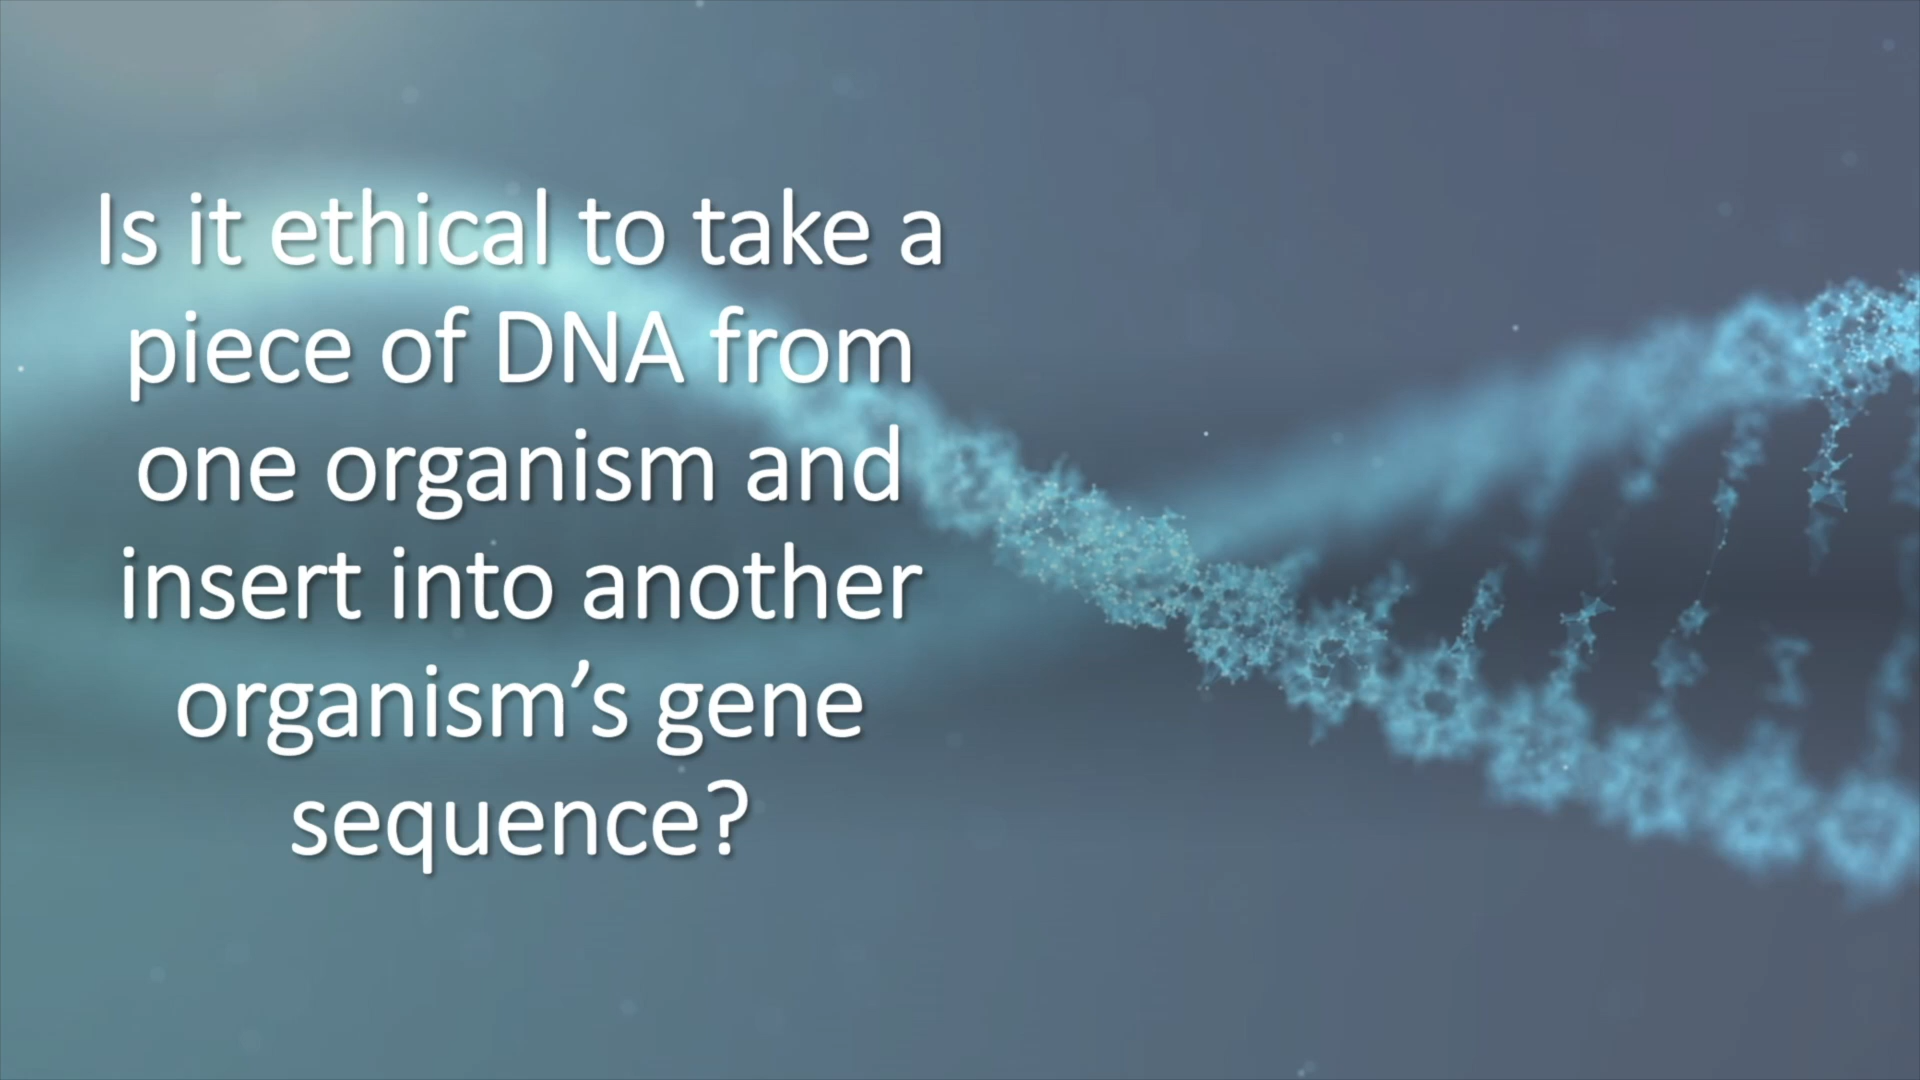 Is it ethical to take a
piece of DNA from
one organism and
insert into another
organism’s gene
sequence?